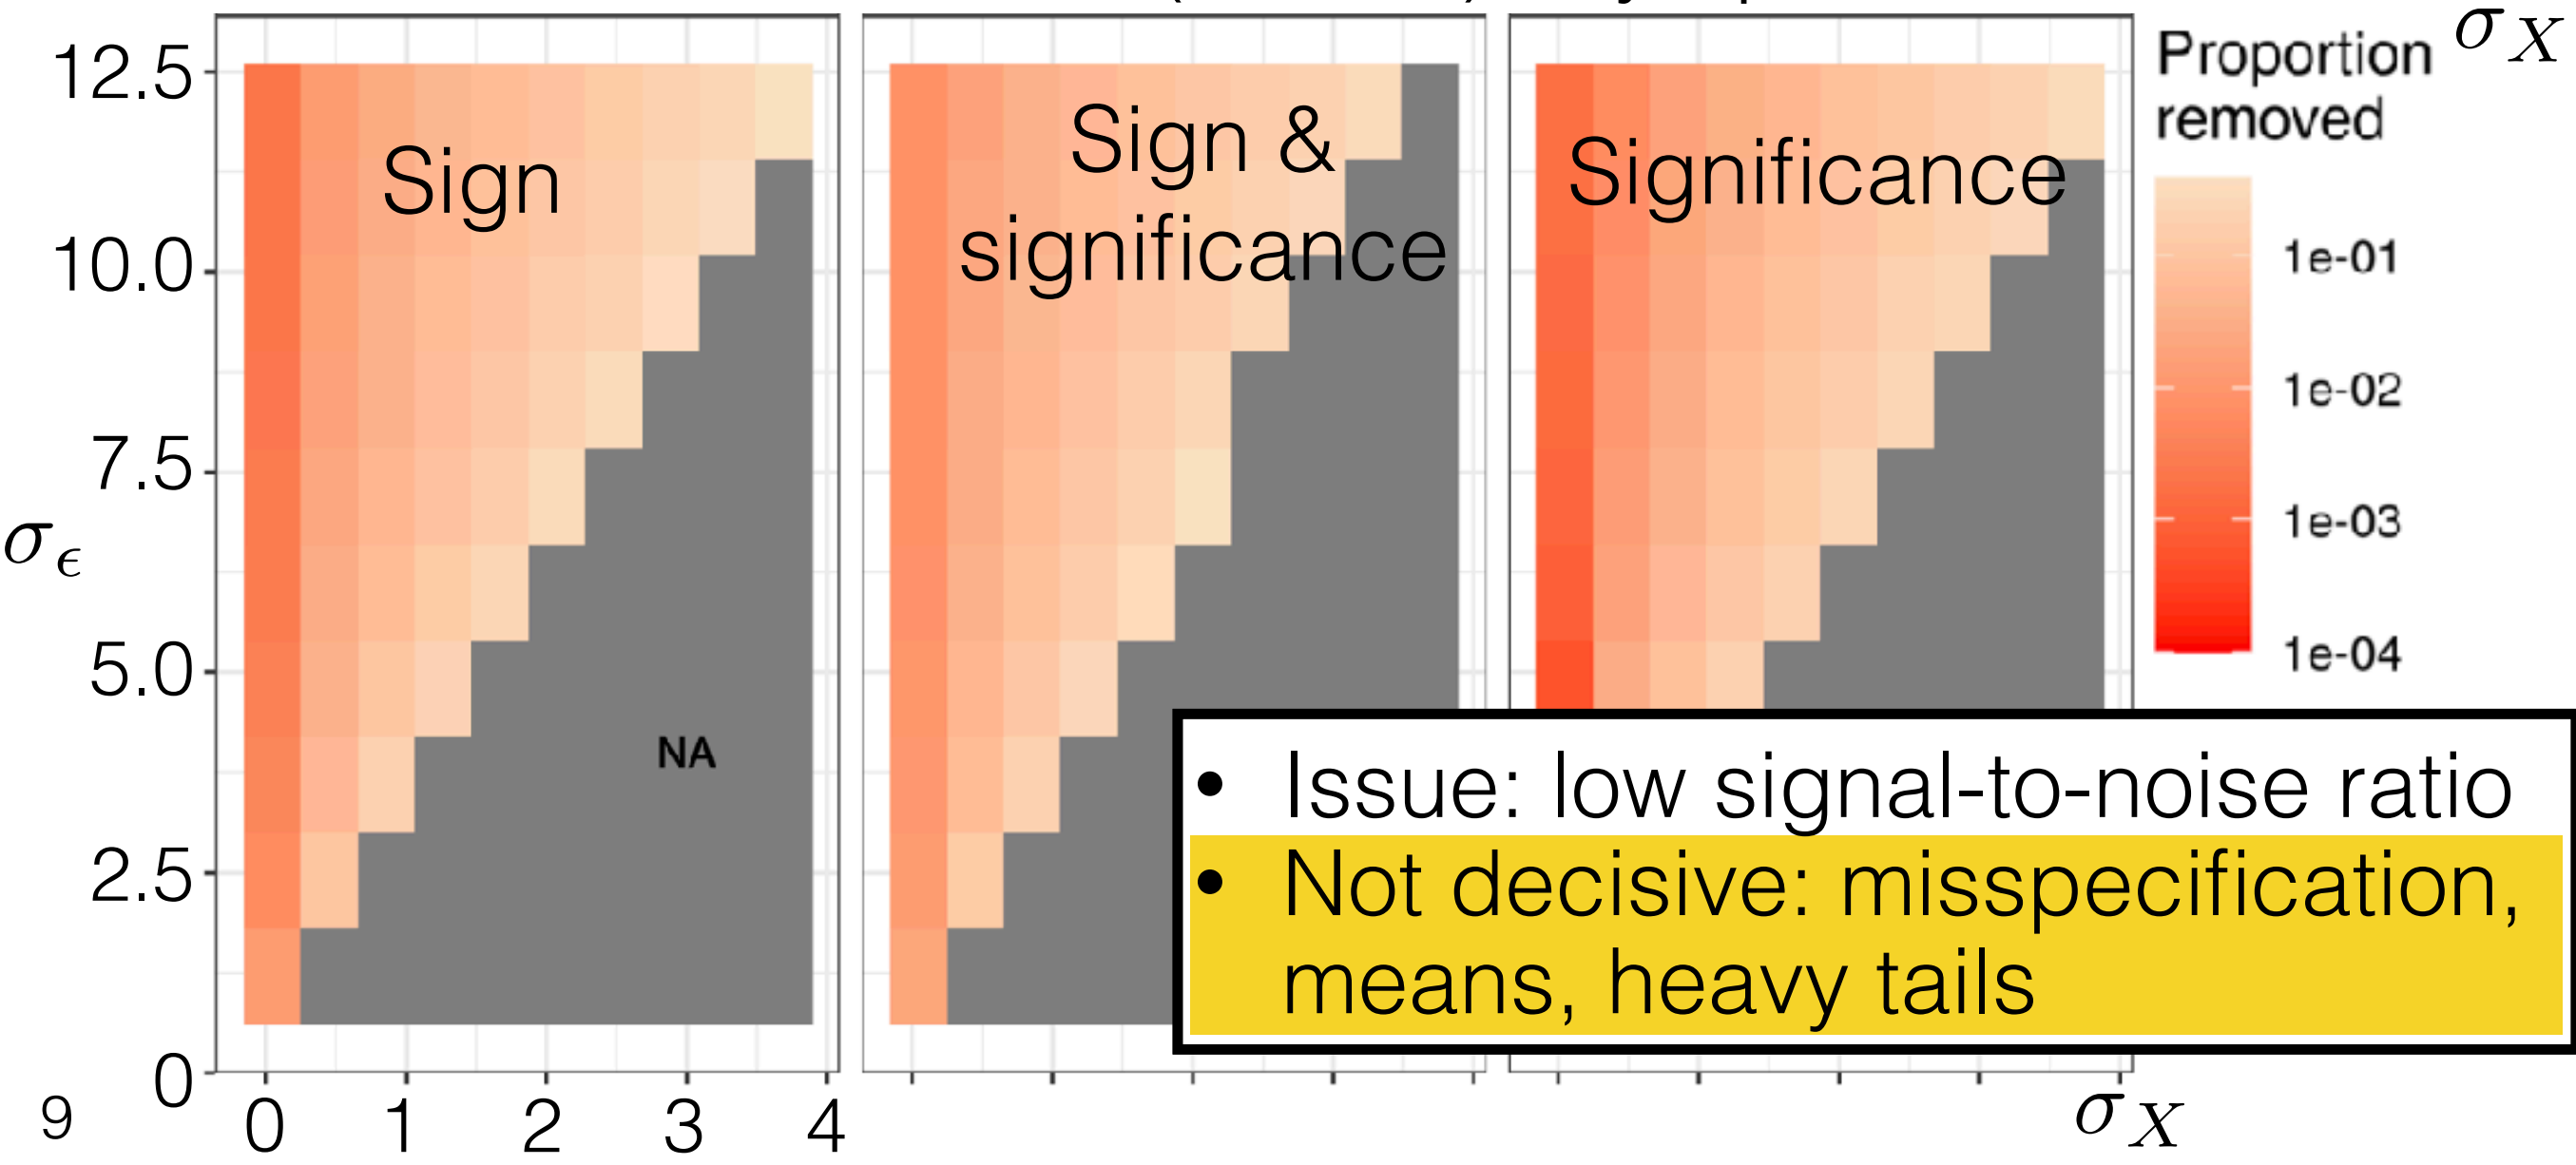 σX
Proportion
removed
12.5
10.0
7.5
5.0
2.5
0
σϵ
Sign
NA
Sign &
significance
Significance
1e-01
1e-02
1e-03
1e-04
• Issue: low signal-to-noise ratio
• Not decisive: misspecification,
means, heavy tails
0 1 2 3 4
σX
9